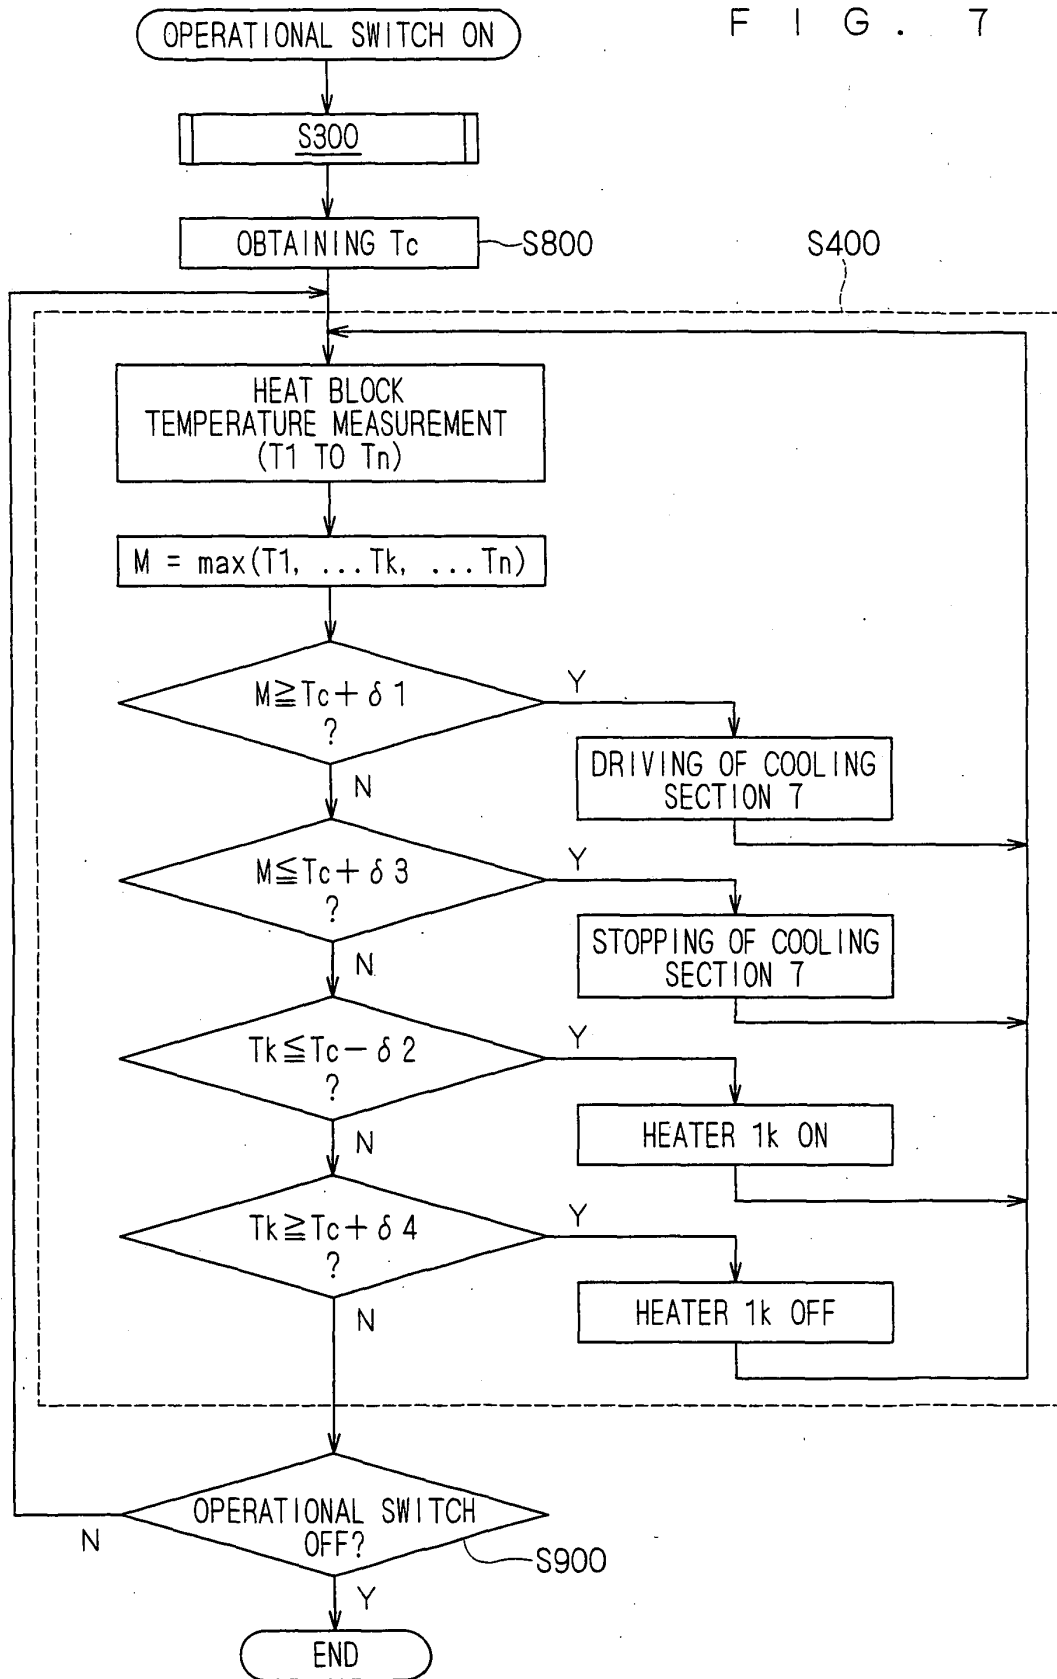 FIG. 7
OPERATIONAL SWITCH ON
S300
OBTAINING Tc
S800
S400
HEAT BLOCK
TEMPERATURE MEASUREMENT
(T1 TO Tn)
M = max(T1, ...Tk, ...Tn)
M≧Tc+δ1
?
Y
N
DRIVING OF COOLING
SECTION 7
M≦Tc+δ3
?
Y
N
STOPPING OF COOLING
SECTION 7
Tk≦Tc−δ2
?
Y
N
HEATER 1k ON
Tk≧Tc+δ4
?
Y
N
HEATER 1k OFF
OPERATIONAL SWITCH
OFF?
N
S900
Y
END